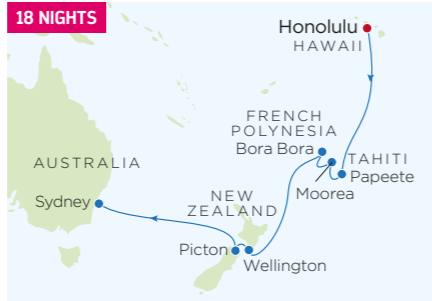 18 NIGHTS
Honolulu
HAWAII
FRENCH
POLYNESIA
Bora Bora
TAHITI
Papeete
Moorea
AUSTRALIA
Sydney
NEW
ZEALAND
Picton
Wellington